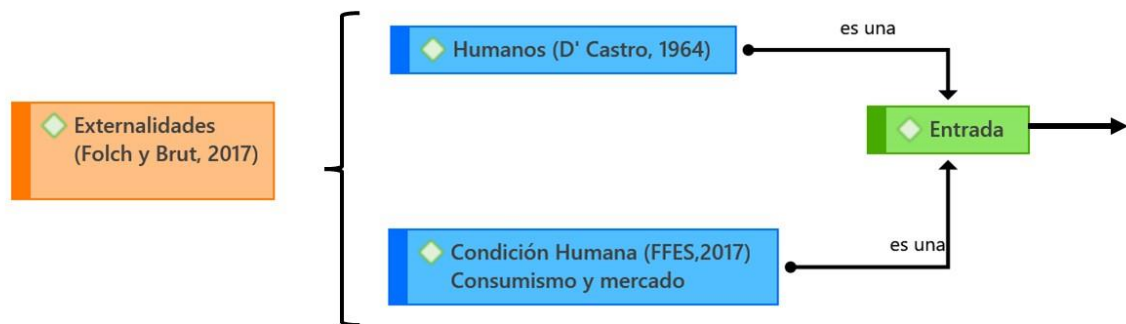 Externalidades
(Folch y Brut, 2017)
Humanos (D' Castro, 1964)
es una
Entrada
Condición Humana (FFES,2017)
Consumismo y mercado
es una